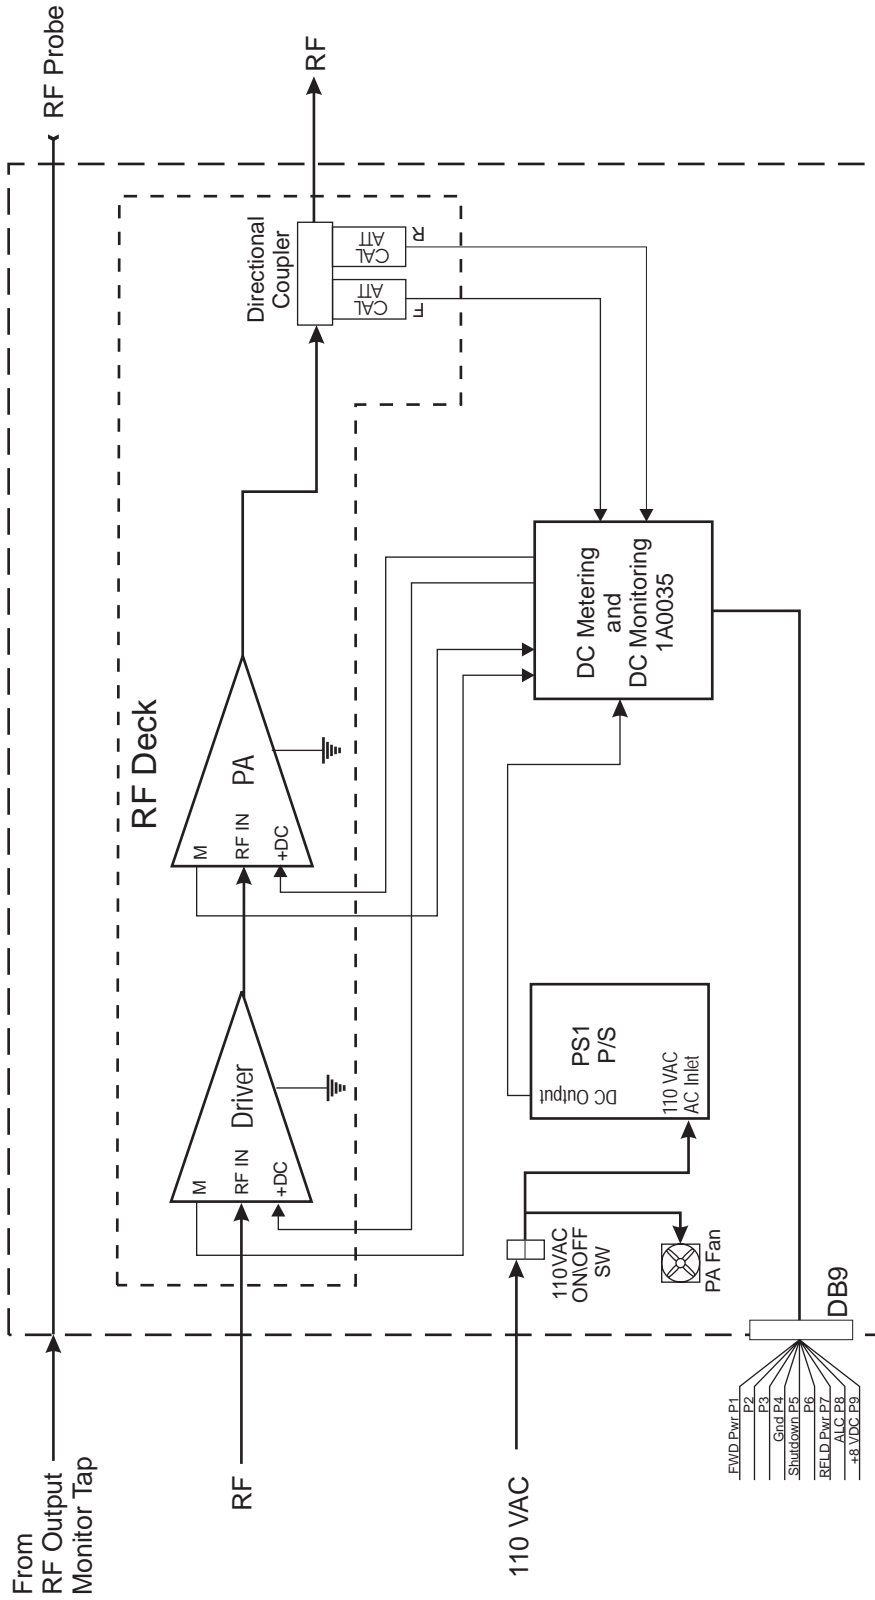 From
RF Output
Monitor Tap
RF Probe
RF Deck
RF
M
RF IN
+DC
Driver
M
RF IN
+DC
PA
Directional
Coupler
CAL
ATT
F
CAL
ATT
R
RF
110 VAC
110VAC
ON\OFF
SW
PA Fan
PS1
P/S
DC Output
110 VAC
AC Inlet
DC Metering
and
DC Monitoring
1A0035
FWD Pwr P1
P2
P3
Gnd P4
Shutdown P5
P6
RFLD Pwr P7
ALC P8
+8 VDC P9
DB9